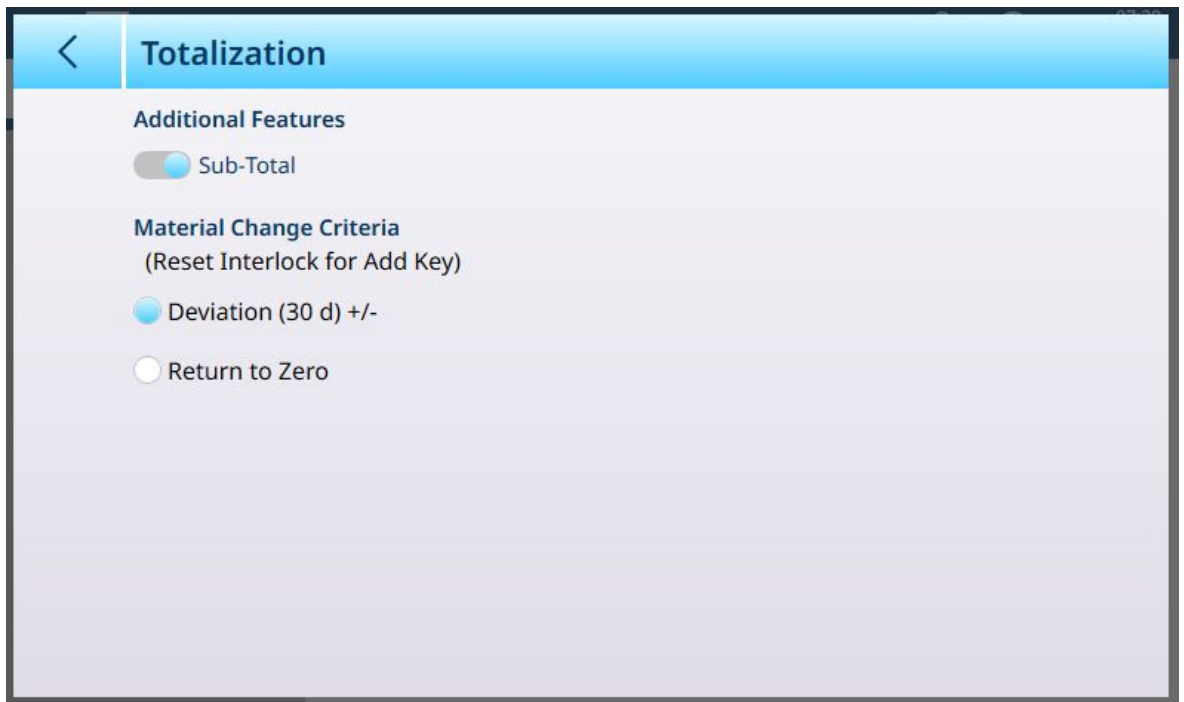 Totalization
Additional Features
Sub-Total
Material Change Criteria
(Reset Interlock for Add Key)
Deviation (30 d) +/-
Return to Zero